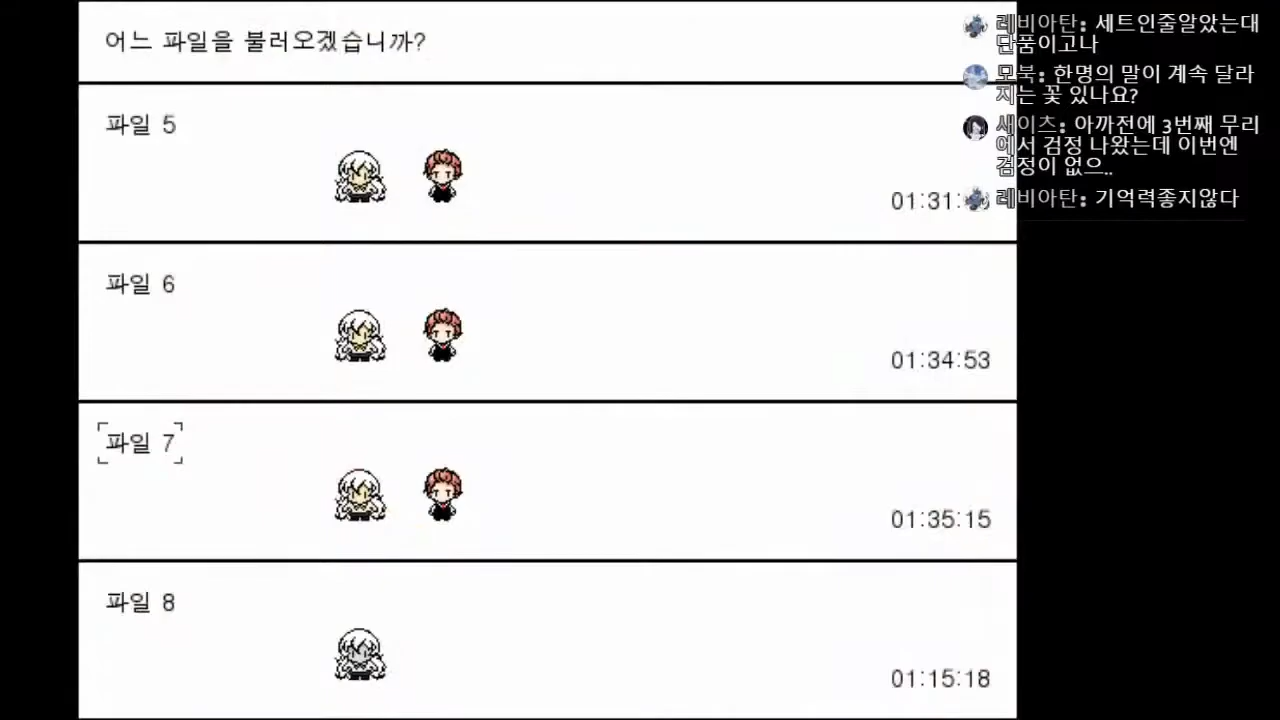 어느 파일을 불러오겠습니까?
파일 5
01:31:
파일 6
01:34:53
파일 7
01:35:15
파일 8
01:15:18
레비아탄: 세트인줄알았는대
단품이고나
모북: 한명의 말이 계속 달라
지는 꽃 있나요?
새이츠: 아까전에 3번째 무리
에서 검정 나왔는데 이번엔
검정이 없으..
레비아탄: 기억력좋지않다